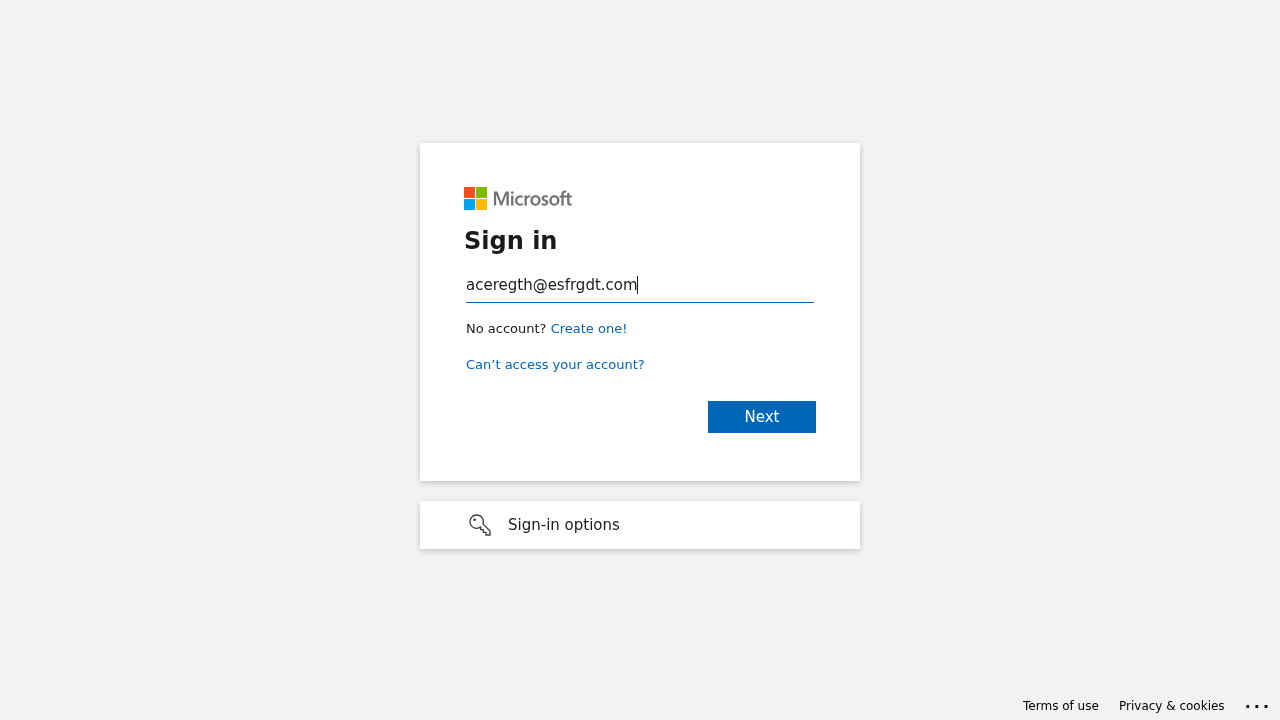 Microsoft
Sign in
aceregth@esfrgdt.com
No account? Create one!
Can’t access your account?
Next
Sign-in options
Terms of use Privacy & cookies ...